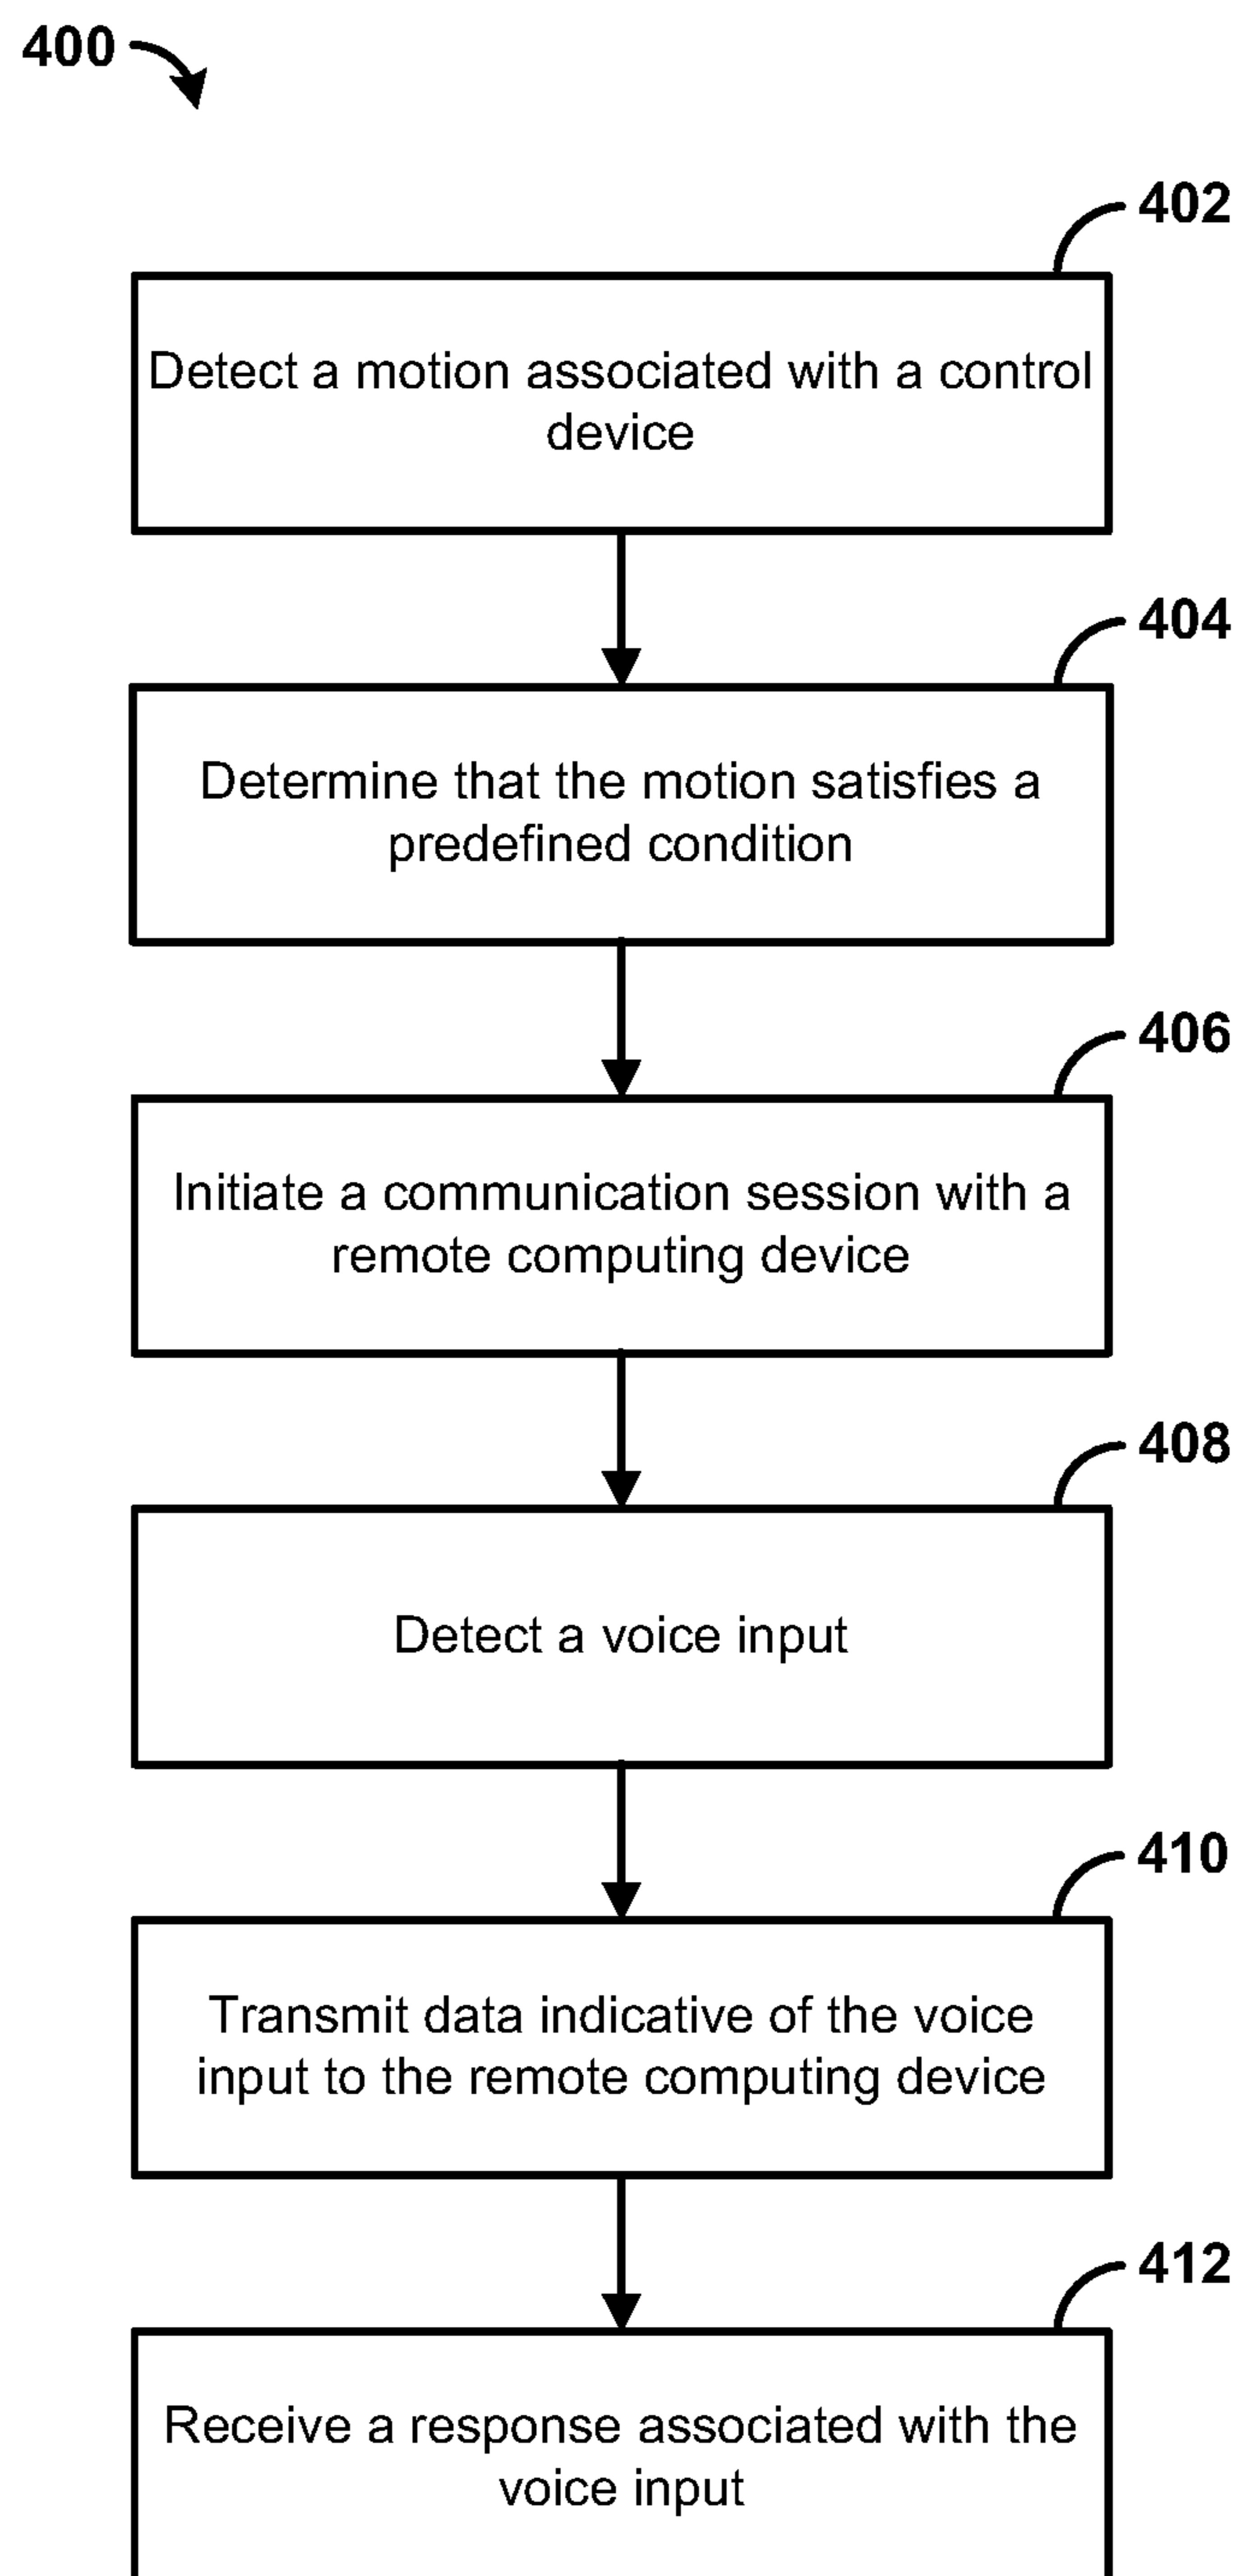 400
402
Detect a motion associated with a control
device
404
Determine that the motion satisfies a
predefined condition
406
Initiate a communication session with a
remote computing device
408
Detect a voice input
410
Transmit data indicative of the voice
input to the remote computing device
412
Receive a response associated with the
voice input